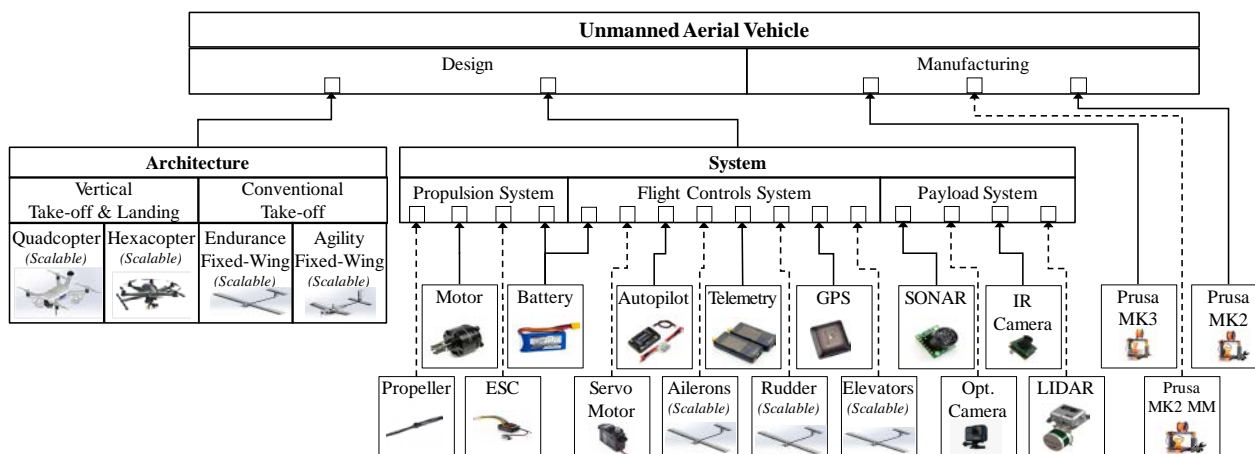 Unmanned Aerial Vehicle
Design
Manufacturing
Architecture
System
Vertical
Take-off & Landing
Conventional
Take-off
Propulsion System
Flight Controls System
Payload System
Quadcopter
(Scalable)
Hexacopter
(Scalable)
Endurance
Fixed-Wing
(Scalable)
Agility
Fixed-Wing
(Scalable)
Motor
Battery
Autopilot
Telemetry
GPS
SONAR
IR
Camera
Prusa
MK3
Prusa
MK2
Propeller
ESC
Servo
Motor
Ailerons
(Scalable)
Rudder
(Scalable)
Elevators
(Scalable)
Opt.
Camera
LIDAR
Prusa
MK2 MM